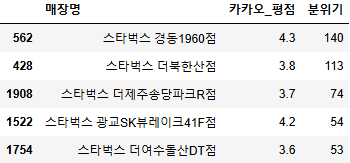 매장명 카카오_평점 분위기
562 스타벅스 경동1960점 4.3 140
428 스타벅스 더북한산점 3.8 113
1908 스타벅스 더제주송당파크R점 3.7 74
1522 스타벅스 광교SK뷰레이크41F점 4.2 54
1754 스타벅스 더여수돌산DT점 3.6 53